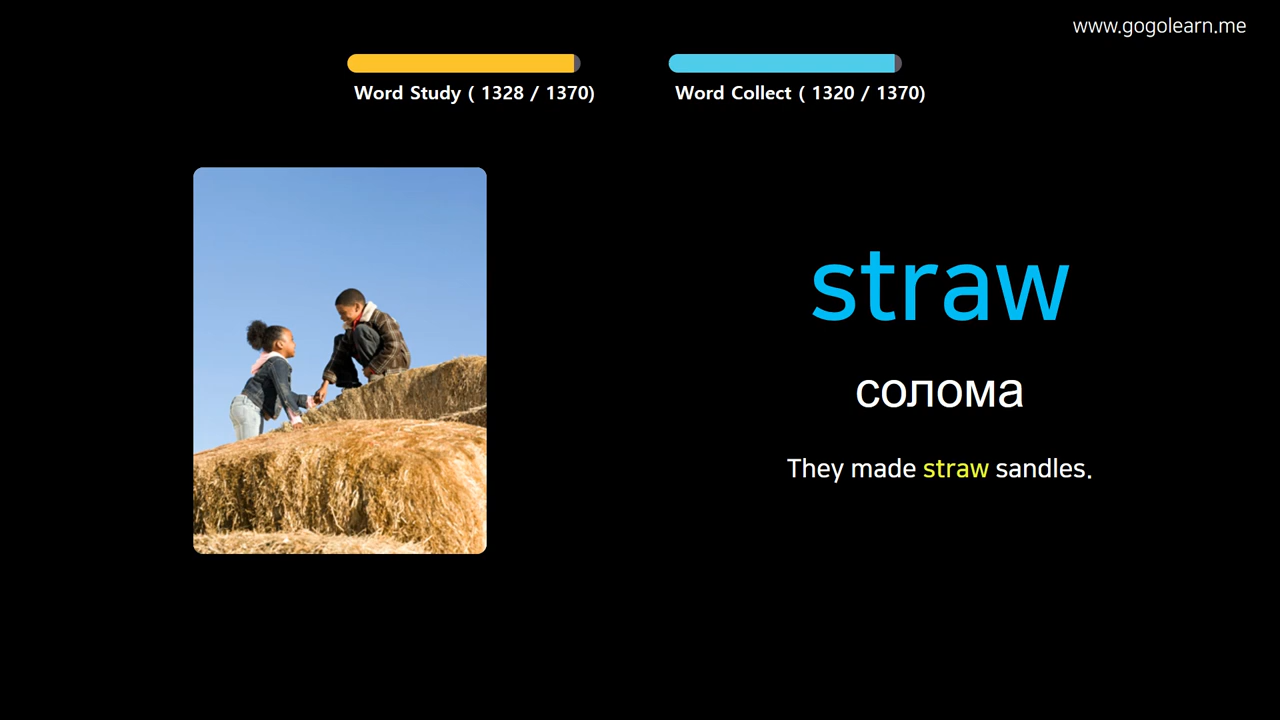 www.gogolearn.me
Word Study ( 1328 / 1370)
Word Collect ( 1320 / 1370)
straw
солома
They made straw sandles.